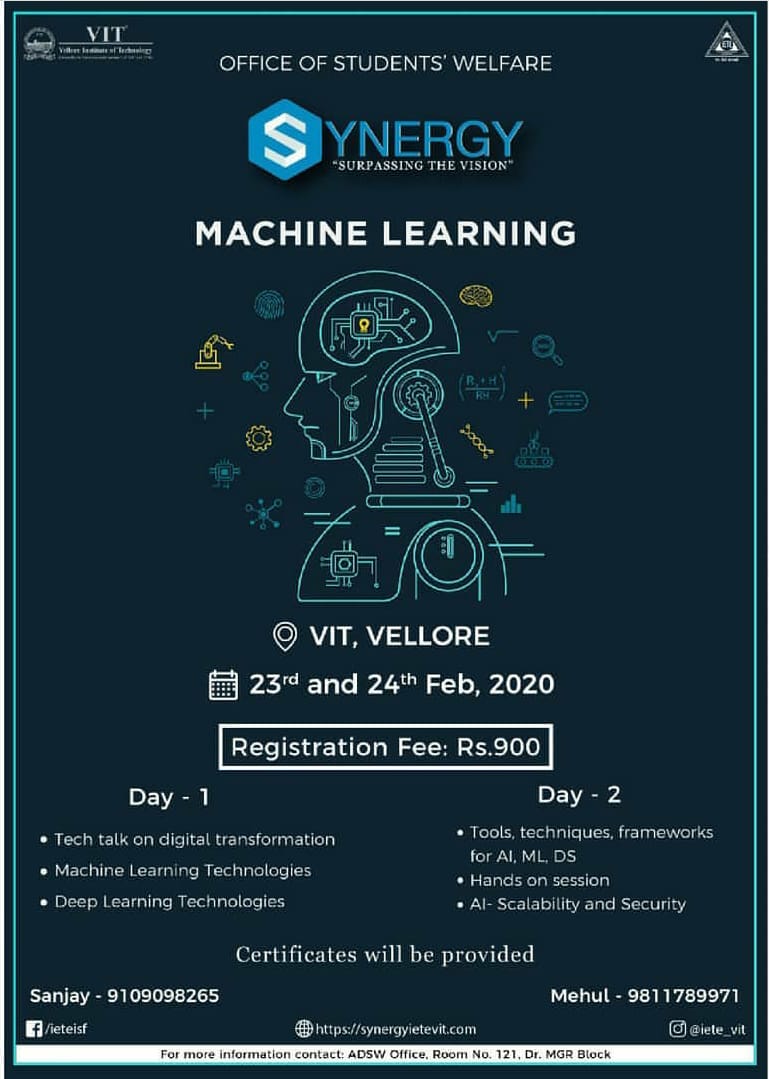 VIT
Vellore Institute of Technology
OFFICE OF STUDENTS' WELFARE
IETE
SYNERGY
"SURPASSING THE VISION"
MACHINE LEARNING
VIT, VELLORE
23rd and 24th Feb, 2020
Registration Fee: Rs.900
Day - 1
• Tech talk on digital transformation
• Machine Learning Technologies
• Deep Learning Technologies
Day - 2
• Tools, techniques, frameworks
for AI, ML, DS
• Hands on session
• AI- Scalability and Security
Certificates will be provided
Sanjay - 9109098265
Mehul - 9811789971
/ieteisf
https://synergyietevit.com
@iete_vit
For more information contact: ADSW Office, Room No. 121, Dr. MGR Block